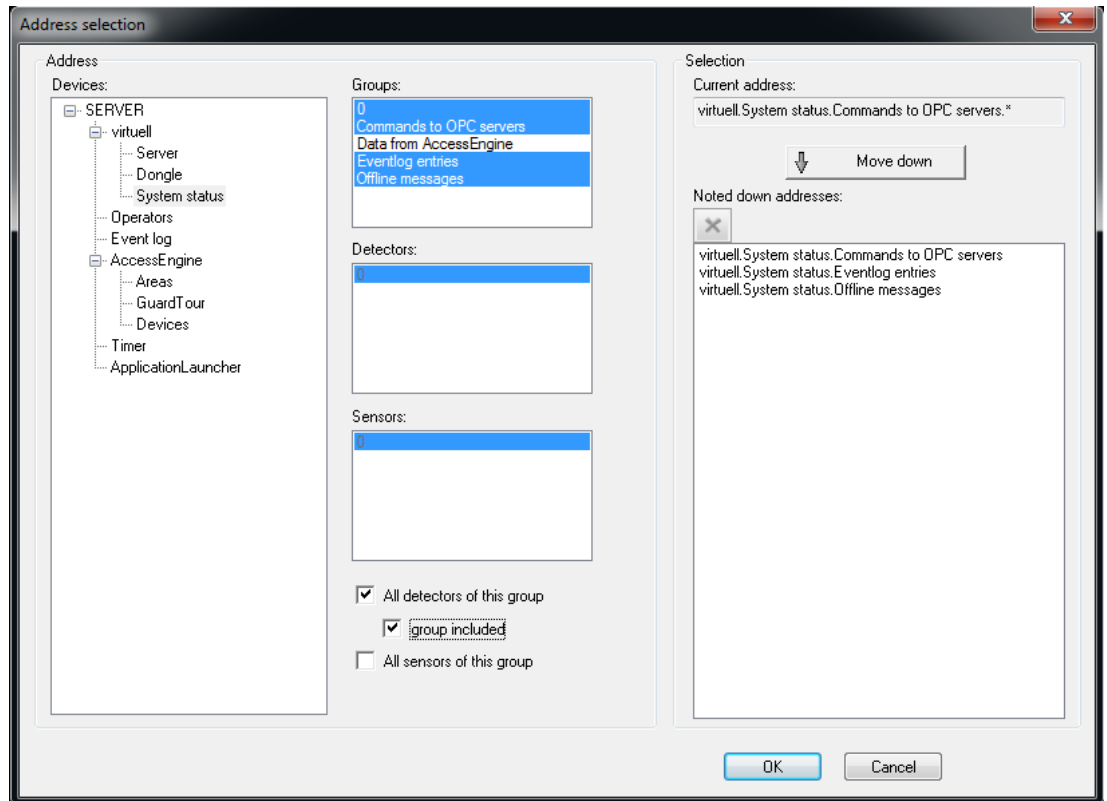 Address selection
Address
Devices:
SERVER
virtuell
Server
Dongle
System status
Operators
Event log
AccessEngine
Areas
GuardTour
Devices
Timer
ApplicationLauncher
Groups:
0
Commands to OPC servers
Data from AccessEngine
Eventlog entries
Offline messages
Detectors:
0
Sensors:
0
All detectors of this group
group included
All sensors of this group
Selection
Current address:
virtuell.System status.Commands to OPC servers.*
Move down
Noted down addresses:
virtuell.System status.Commands to OPC servers
virtuell.System status.Eventlog entries
virtuell.System status.Offline messages
OK
Cancel